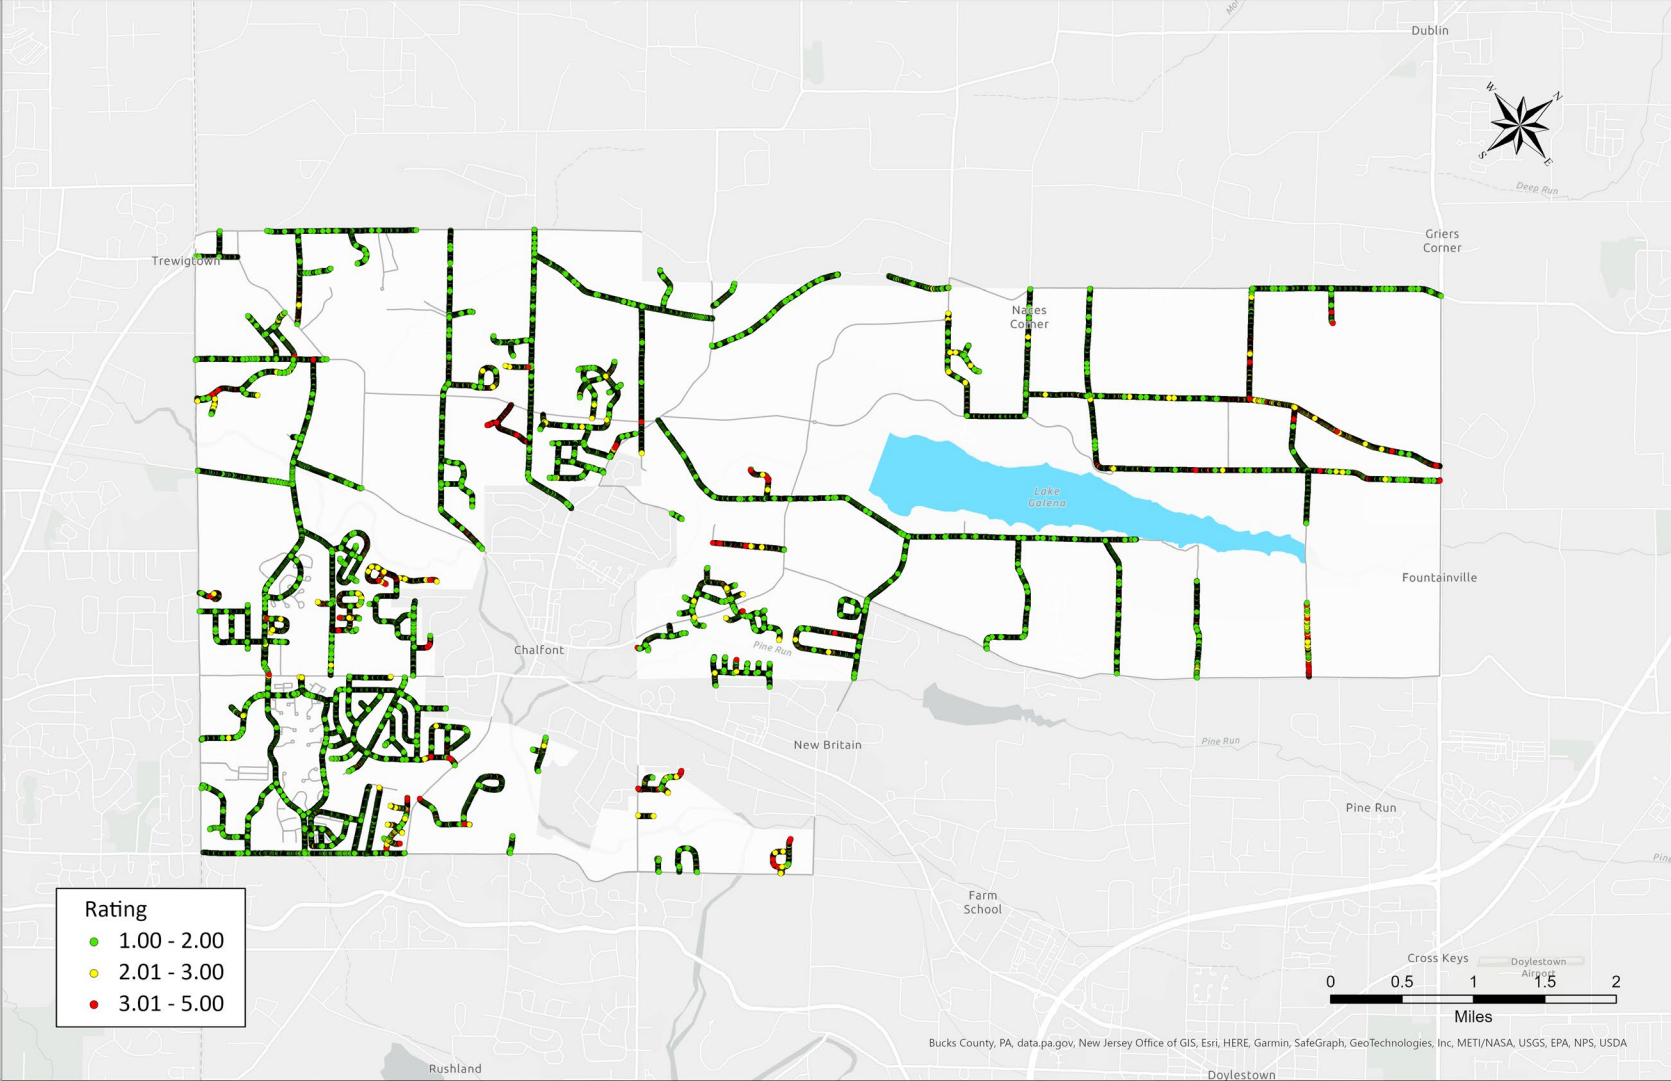 Dublin
W
N
S
E
Deep Run
Griers
Corner
Trewigtown
Naces
Corner
Lake
Galena
Fountainville
Chalfont
Pine Run
New Britain
Pine Run
Pine Run
Farm
School
Cross Keys
Doylestown
Airport
Rating
1.00 - 2.00
2.01 - 3.00
3.01 - 5.00
0 0.5 1 1.5 2
Miles
Bucks County, PA, data.pa.gov, New Jersey Office of GIS, Esri, HERE, Garmin, SafeGraph, GeoTechnologies, Inc, METI/NASA, USGS, EPA, NPS, USDA
Rushland
Doylestown